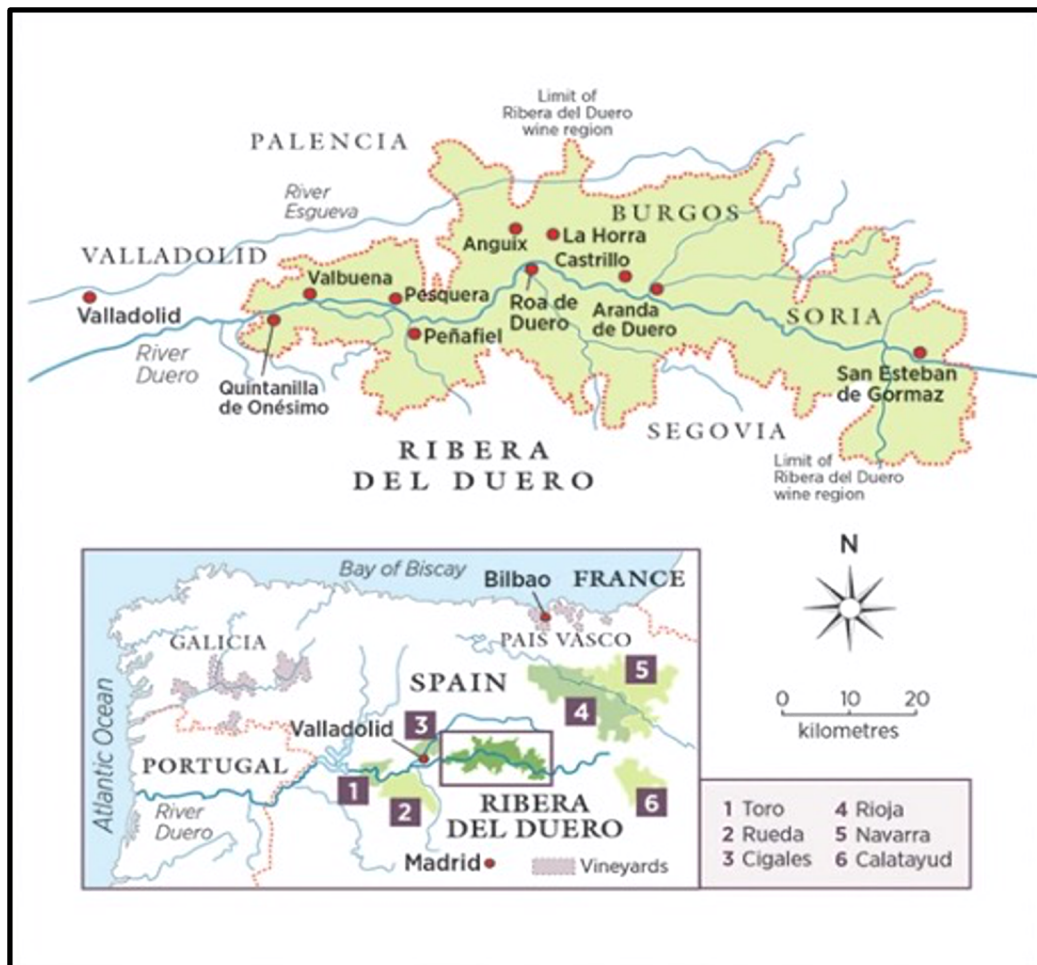 Limit of
Ribera del Duero
wine region
PALENCIA
River
Esgueva
BURGOS
VALLADOLID
Anguix
La Horra
Castrillo
Valbuena
Pesquera
Valladolid
Roa de
Duero
Aranda
de Duero
SORIA
Peñafiel
River
Duero
Quintanilla
de Onésimo
San Esteban
de Gormaz
SEGOVIA
RIBERA
DEL DUERO
Limit of
Ribera del Duero
wine region
N
0 10 20
kilometres
Bay of Biscay
Bilbao
FRANCE
GALICIA
PAIS VASCO
Atlantic Ocean
SPAIN
5
4
Valladolid
3
PORTUGAL
1
2
6
River
Duero
RIBERA
DEL DUERO
Madrid
Vineyards
1 Toro
2 Rueda
3 Cigales
4 Rioja
5 Navarra
6 Calatayud